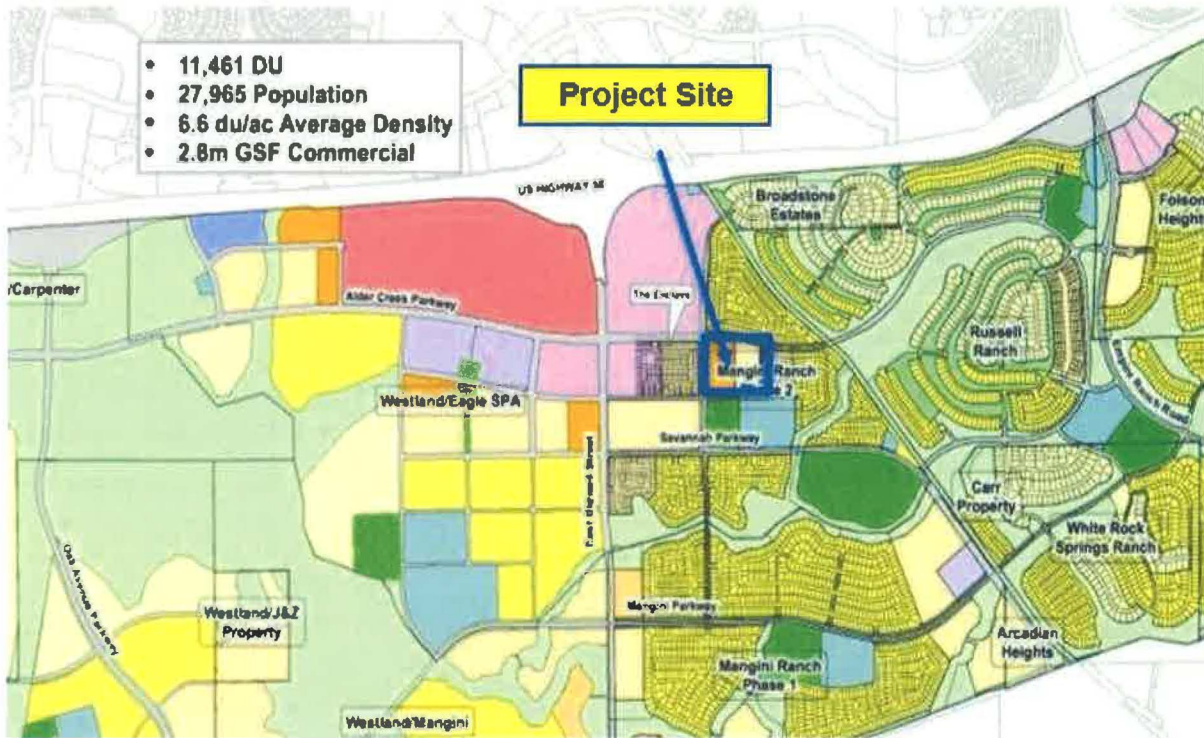 • 11,461 DU
• 27,965 Population
• 6.6 du/ac Average Density
• 2.8m GSF Commercial
Project Site
US HIGHWAY 50
Broadstone
Estates
Folsom
Heights
/Carpenter
Alder Creek Parkway
The Enclave
Russell
Ranch
Mangini Ranch
Phase 2
Empire Ranch Road
Westland/Eagle SPA
Savannah Parkway
East Bidwell Street
Carr
Property
White Rock
Springs Ranch
Oak Avenue Parkway
Westland/J&Z
Property
Mangini Parkway
Arcadian
Heights
Mangini Ranch
Phase 1
Westland/Mangini